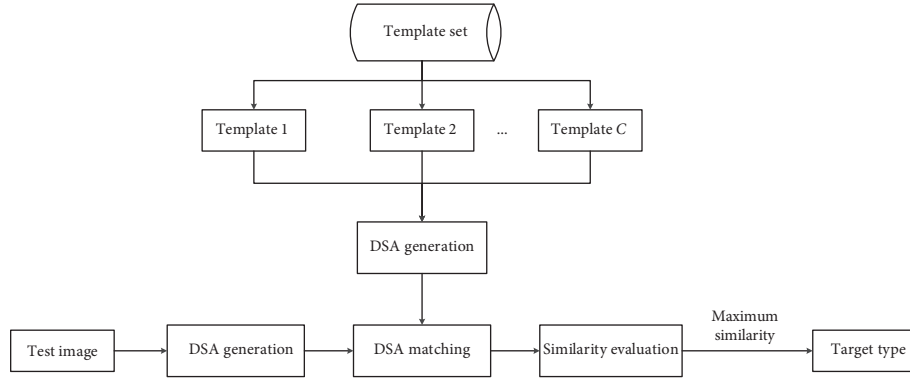 Template set
Template 1
Template 2
...
Template C
DSA generation
Test image
DSA generation
DSA matching
Similarity evaluation
Maximum
similarity
Target type